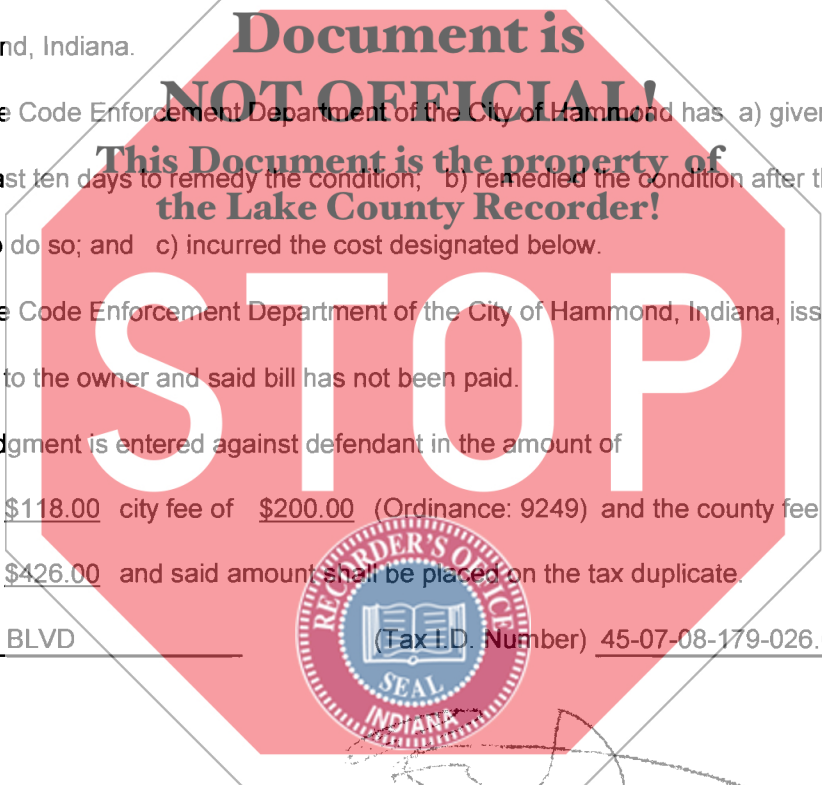 Document is
nd, Indiana.
NOT OFFICIAL!
e Code Enforcement Department of the City of Hammond has a) given
This Document is the property of
ast ten days to remedy the condition; b) remedied the condition after th
the Lake County Recorder!
o do so; and c) incurred the cost designated below.
e Code Enforcement Department of the City of Hammond, Indiana, iss
STOP
to the owner and said bill has not been paid.
dgment is entered against defendant in the amount of
$118.00 city fee of $200.00 (Ordinance: 9249) and the county fee
$426.00 and said amount shall be placed on the tax duplicate.
BLVD (Tax I.D. Number) 45-07-08-179-026.
RECORDER'S OFFICE
SEAL
INDIANA